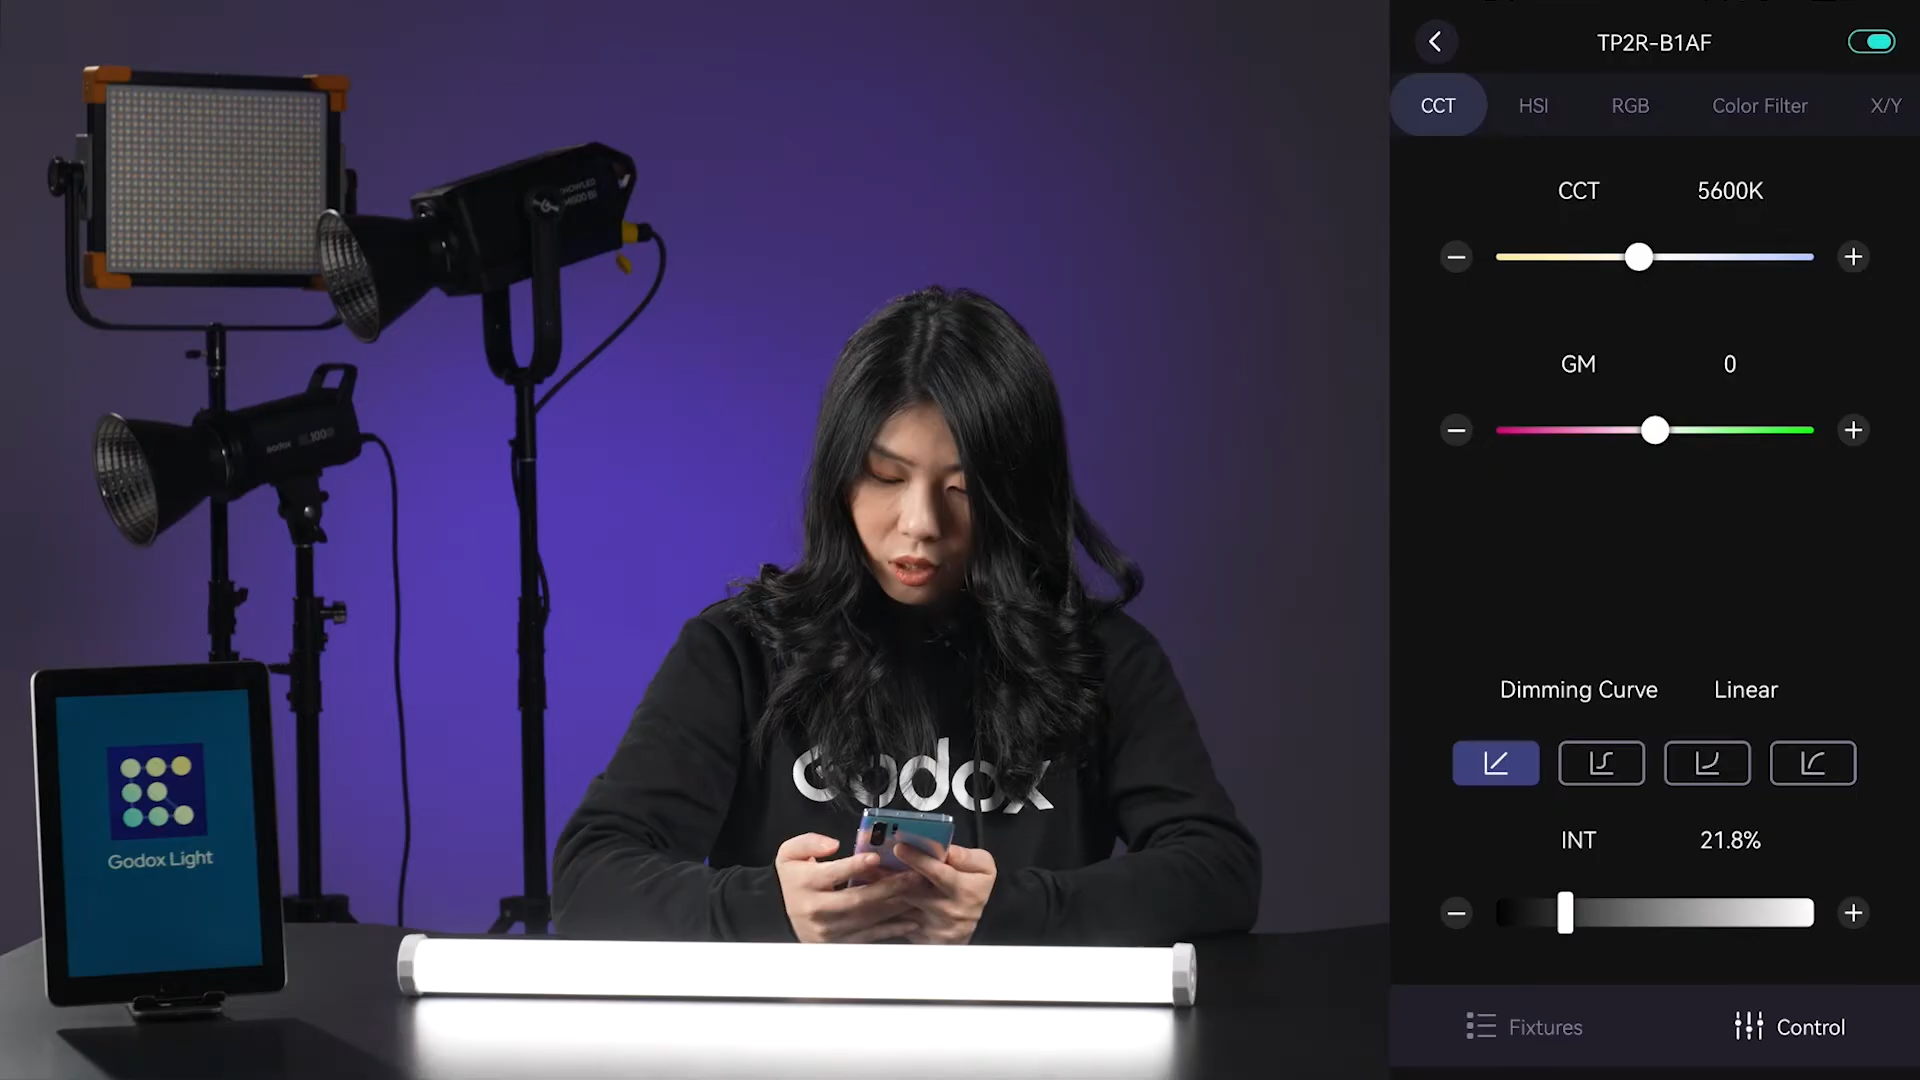 TP2R-B1AF
CCT HSI RGB Color Filter X/Y
CCT 5600K
GM 0
Dimming Curve Linear
INT 21.8%
Fixtures Control
Godox
Godox Light
godox